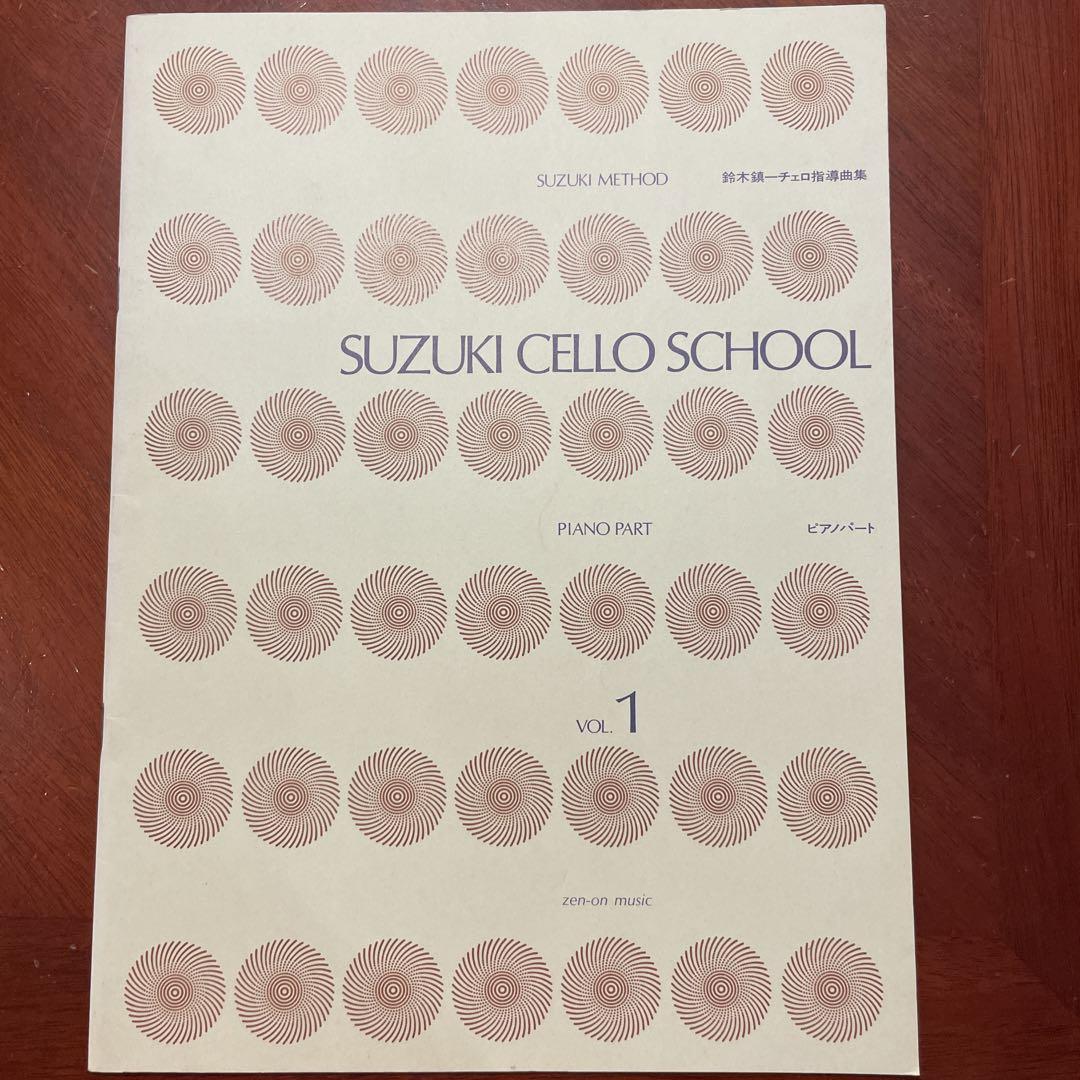 SUZUKI METHOD 鈴木鎮一チェロ指導曲集
SUZUKI CELLO SCHOOL
PIANO PART ピアノパート
VOL. 1
zen-on music